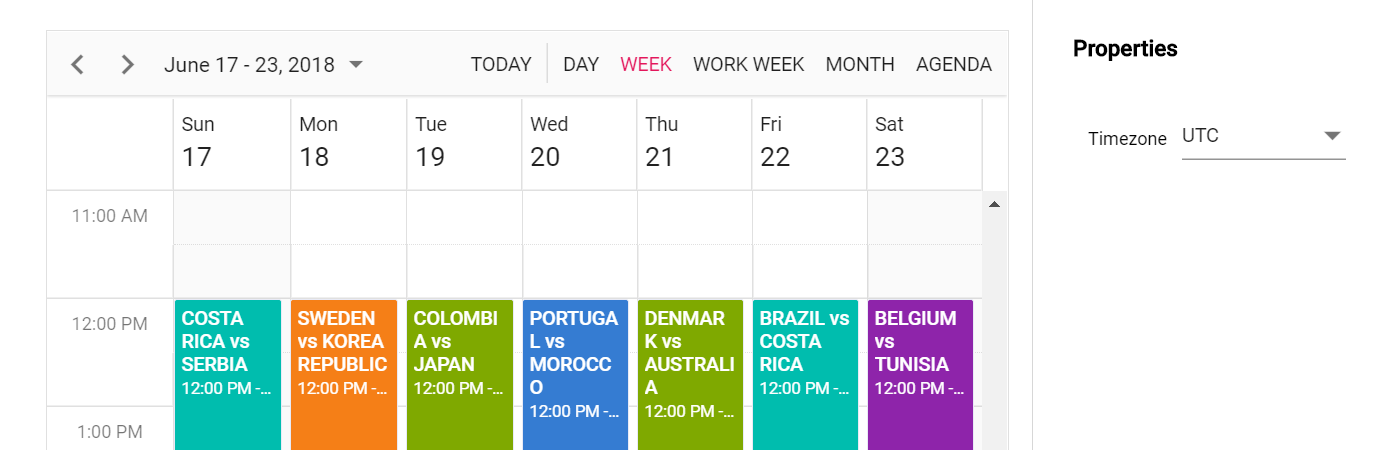 June 17 - 23, 2018 TODAY DAY WEEK WORK WEEK MONTH AGENDA
Properties
Timezone UTC
Sun Mon Tue Wed Thu Fri Sat
17 18 19 20 21 22 23
11:00 AM
12:00 PM
1:00 PM
COSTA
RICA vs
SERBIA
12:00 PM -...
SWEDEN
vs KOREA
REPUBLIC
12:00 PM -...
COLOMBI
A vs
JAPAN
12:00 PM -...
PORTUGA
L vs
MOROCC
O
12:00 PM -...
DENMAR
K vs
AUSTRALI
A
12:00 PM -...
BRAZIL vs
COSTA
RICA
12:00 PM -...
BELGIUM
vs
TUNISIA
12:00 PM -...